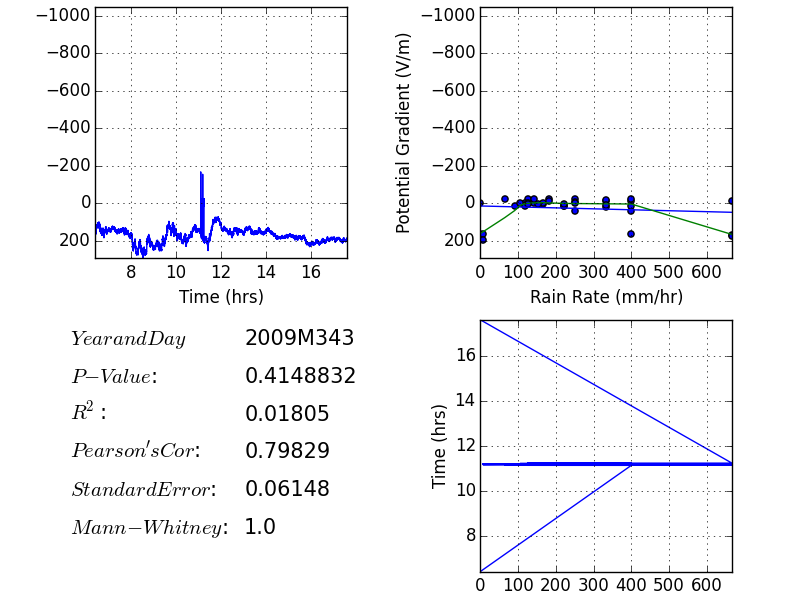 −1000
−800
−600
−400
−200
0
200
8 10 12 14 16
Time (hrs)
Potential Gradient (V/m)
−1000
−800
−600
−400
−200
0
200
0 100 200 300 400 500 600
Rain Rate (mm/hr)
YearandDay 2009M343
P−Value: 0.4148832
R²: 0.01805
Pearson'sCor: 0.79829
StandardError: 0.06148
Mann−Whitney: 1.0
Time (hrs)
16
14
12
10
8
0 100 200 300 400 500 600